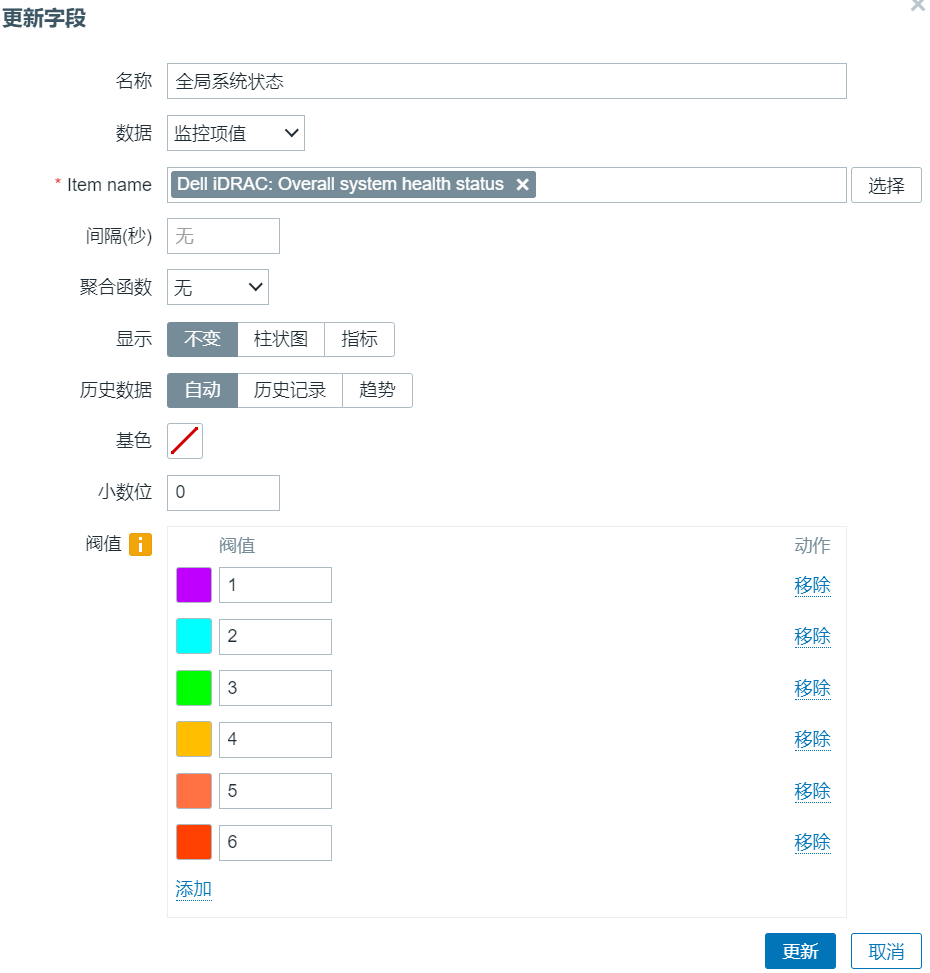 更新字段
名称 全局系统状态
数据 监控项值
* Item name Dell iDRAC: Overall system health status 选择
间隔(秒) 无
聚合函数 无
显示 不变 柱状图 指标
历史数据 自动 历史记录 趋势
基色
小数位 0
阀值 i 阀值 动作
1 移除
2 移除
3 移除
4 移除
5 移除
6 移除
添加
更新 取消